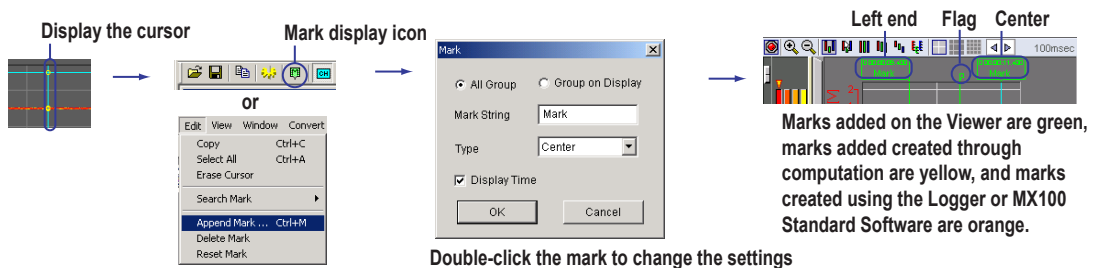 Display the cursor
Mark display icon
CH
or
Edit View Window Convert
Copy Ctrl+C
Select All Ctrl+A
Erase Cursor
Search Mark
Append Mark ... Ctrl+M
Delete Mark
Reset Mark
Mark
All Group
Group on Display
Mark String Mark
Type Center
Display Time
OK Cancel
Double-click the mark to change the settings
Left end Flag Center
100msec
Mark
Mark
2
Marks added on the Viewer are green,
marks added created through
computation are yellow, and marks
created using the Logger or MX100
Standard Software are orange.